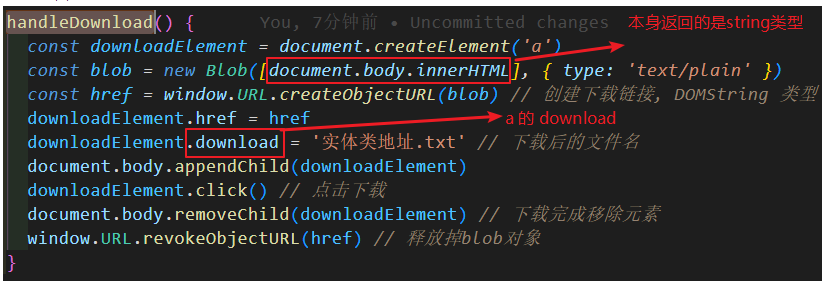 handleDownload() {    You, 7分钟前 • Uncommitted changes  本身返回的是string类型
const downloadElement = document.createElement('a')
const blob = new Blob([document.body.innerHTML], { type: 'text/plain' })
const href = window.URL.createObjectURL(blob) // 创建下载链接, DOMString 类型
downloadElement.href = href
a 的 download
downloadElement.download = '实体类地址.txt' // 下载后的文件名
document.body.appendChild(downloadElement)
downloadElement.click() // 点击下载
document.body.removeChild(downloadElement) // 下载完成移除元素
window.URL.revokeObjectURL(href) // 释放掉blob对象
}